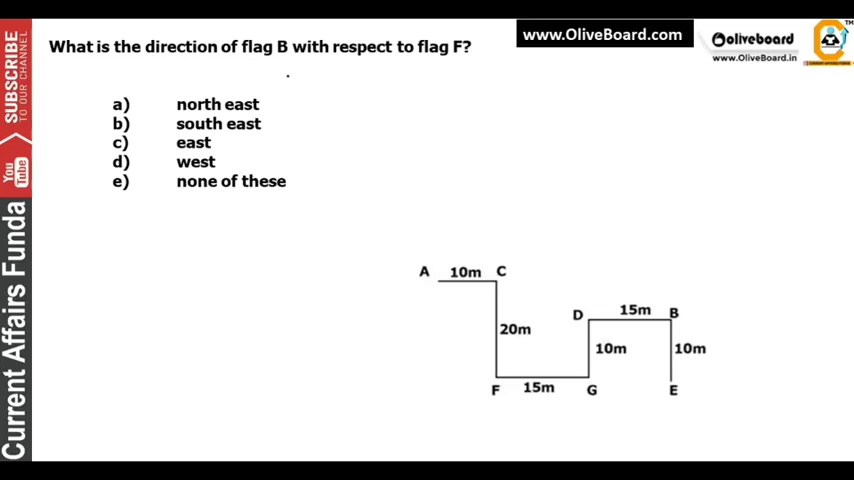 What is the direction of flag B with respect to flag F?
www.OliveBoard.com
oliveboard
www.OliveBoard.in
TM
a) north east
b) south east
c) east
d) west
e) none of these
A 10m C
20m
D 15m B
10m 10m
F 15m G E
SUBSCRIBE
TO OUR CHANNEL
You
Tube
Current Affairs Funda